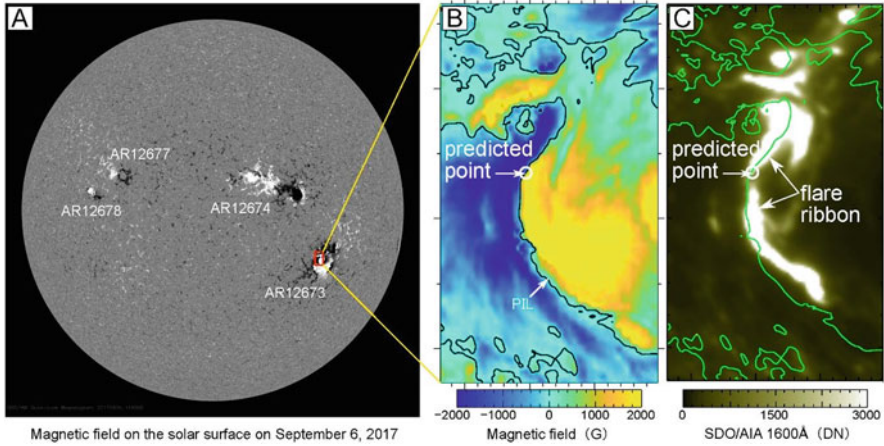 A
AR12677
AR12678
AR12674
AR12673
Magnetic field on the solar surface on September 6, 2017
B
predicted
point
PIL
−2000 −1000 0 1000 2000
Magnetic field (G)
C
predicted
point
flare
ribbon
0 1500 3000
SDO/AIA 1600Å (DN)